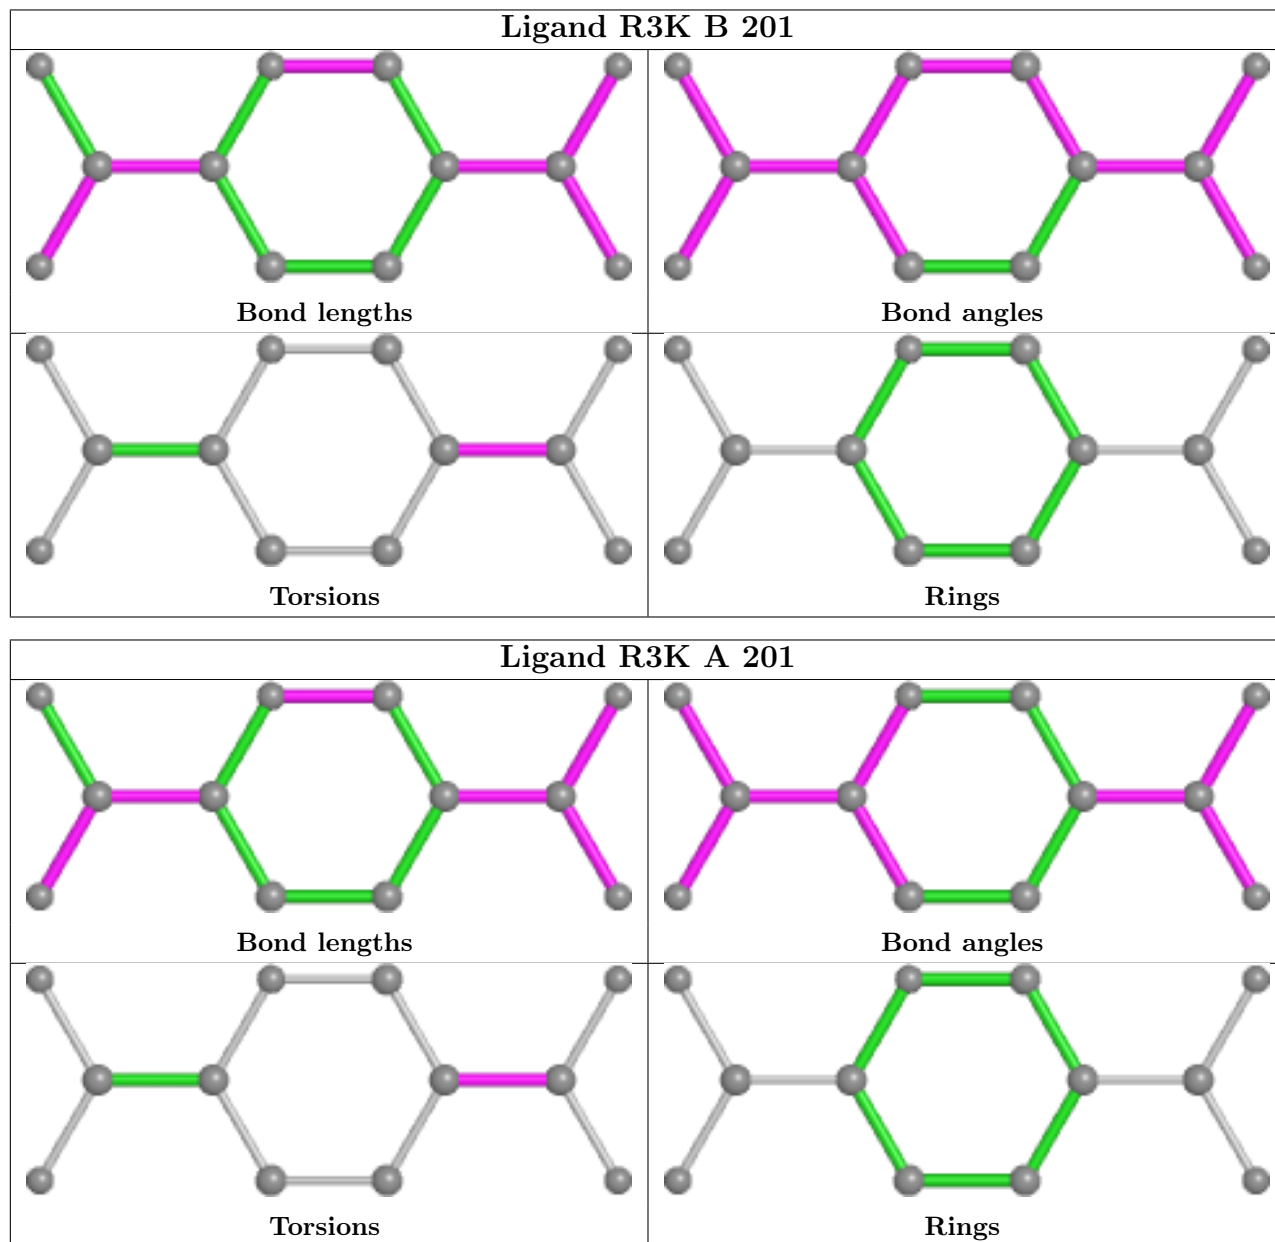 Ligand R3K B 201
Bond lengths
Bond angles
Torsions
Rings
Ligand R3K A 201
Bond lengths
Bond angles
Torsions
Rings